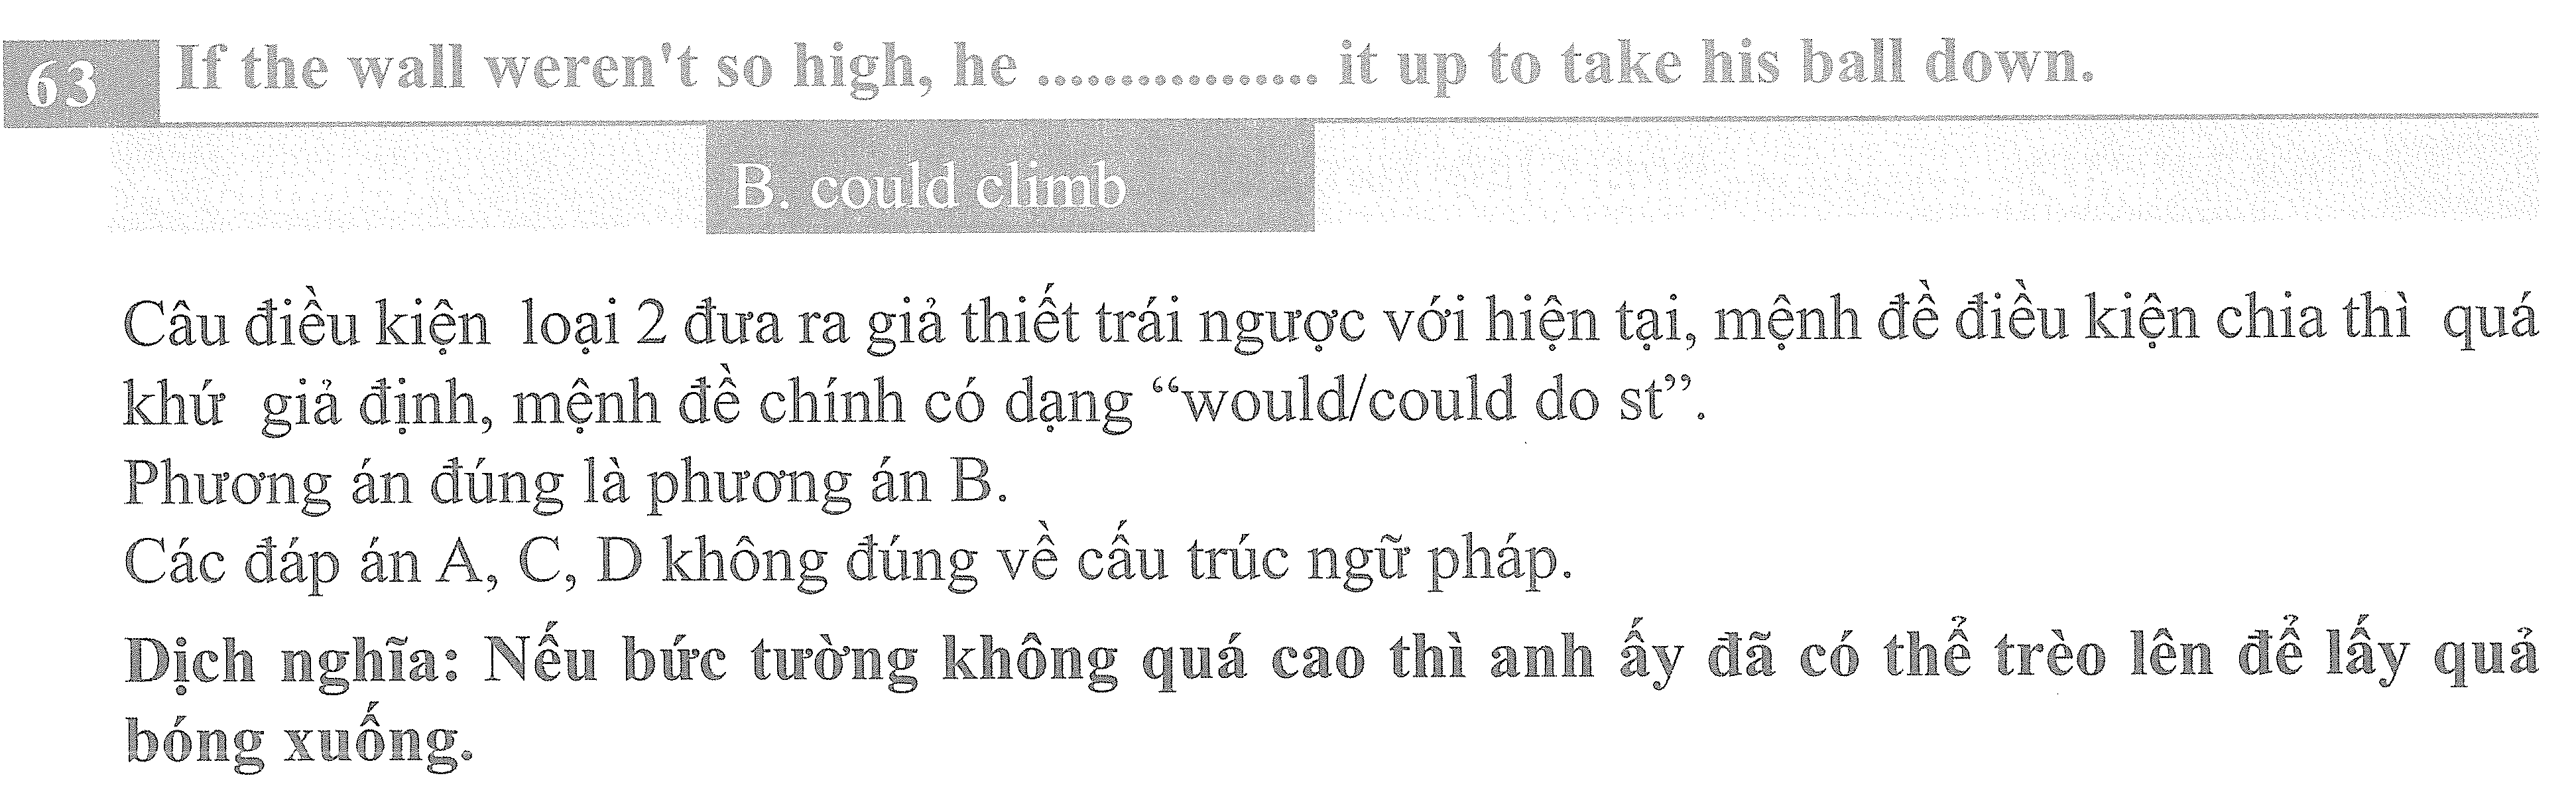 63 If the wall weren't so high, he ................ it up to take his ball down.
B. could climb
Câu điều kiện loại 2 đưa ra giả thiết trái ngược với hiện tại, mệnh đề điều kiện chia thì quá
khứ giả định, mệnh đề chính có dạng “would/could do st”.
Phương án đúng là phương án B.
Các đáp án A, C, D không đúng về cấu trúc ngữ pháp.
Dịch nghĩa: Nếu bức tường không quá cao thì anh ấy đã có thể trèo lên để lấy quả
bóng xuống.